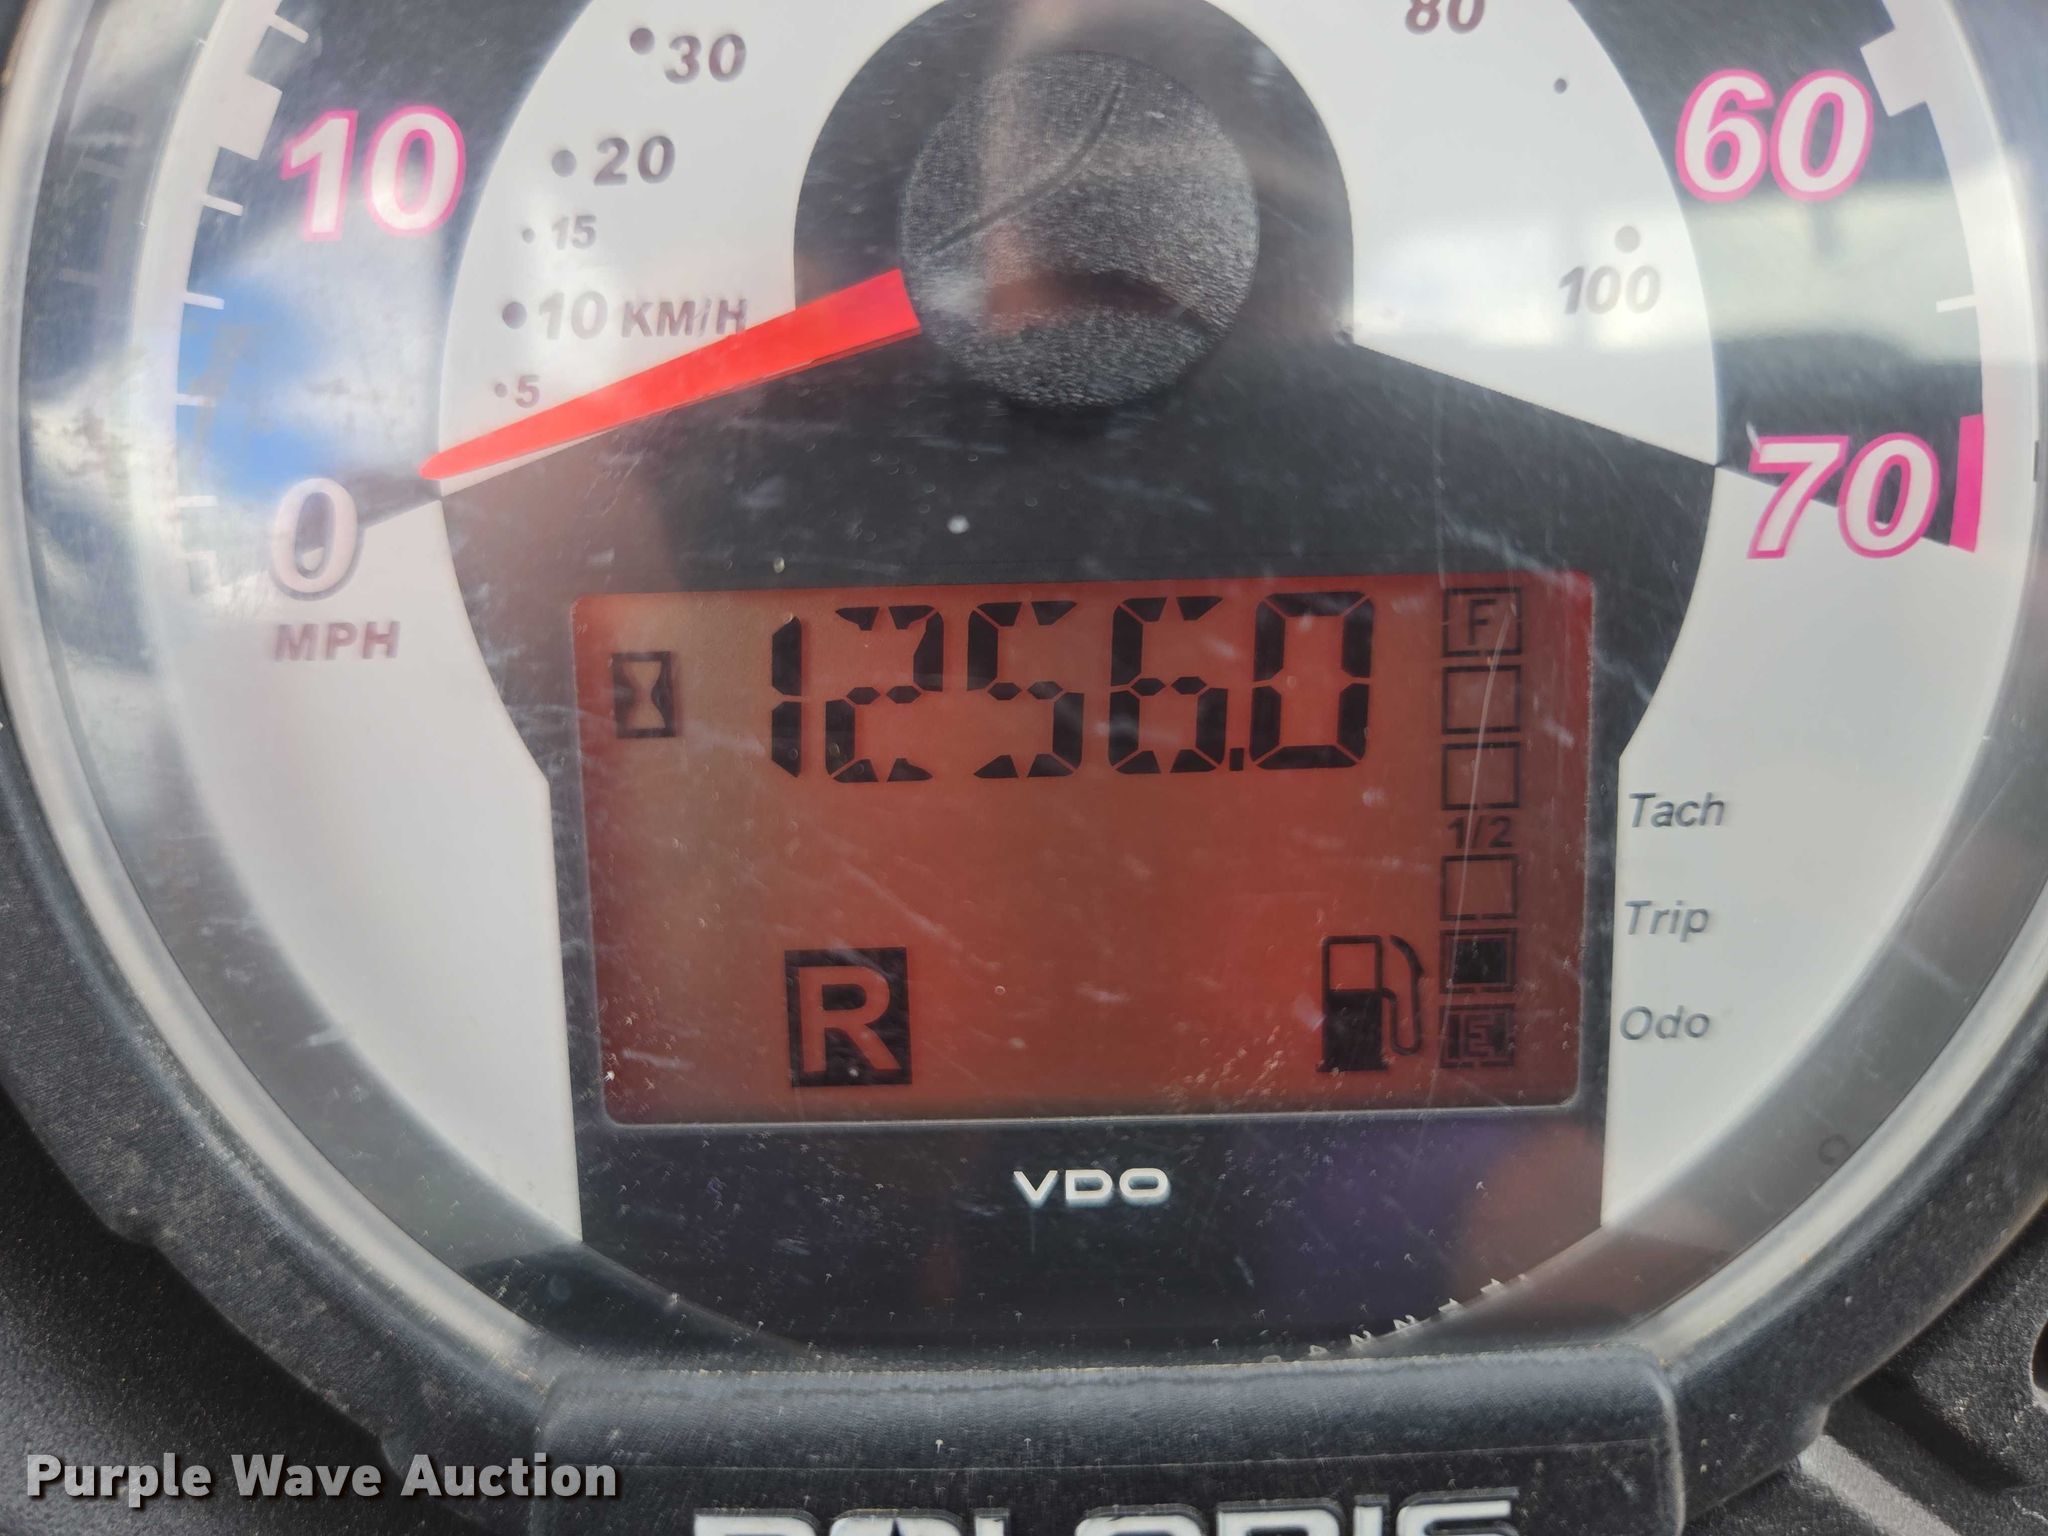 80
30
60
10
20
15
100
10 KM/H
5
70
0
MPH
1256.0
F
Tach
1/2
Trip
R
E
Odo
VDO
Purple Wave Auction
POLARIS